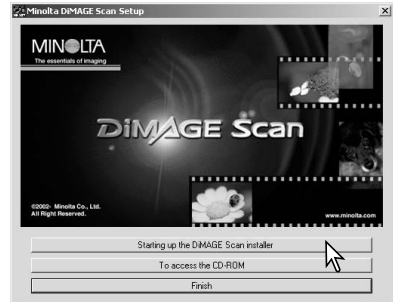 Minolta DiMAGE Scan Setup
MINOLTA
The essentials of imaging
DiMAGE Scan
©2002- Minolta Co., Ltd.
All Right Reserved.
www.minolta.com
Starting up the DiMAGE Scan installer
To access the CD-ROM
Finish